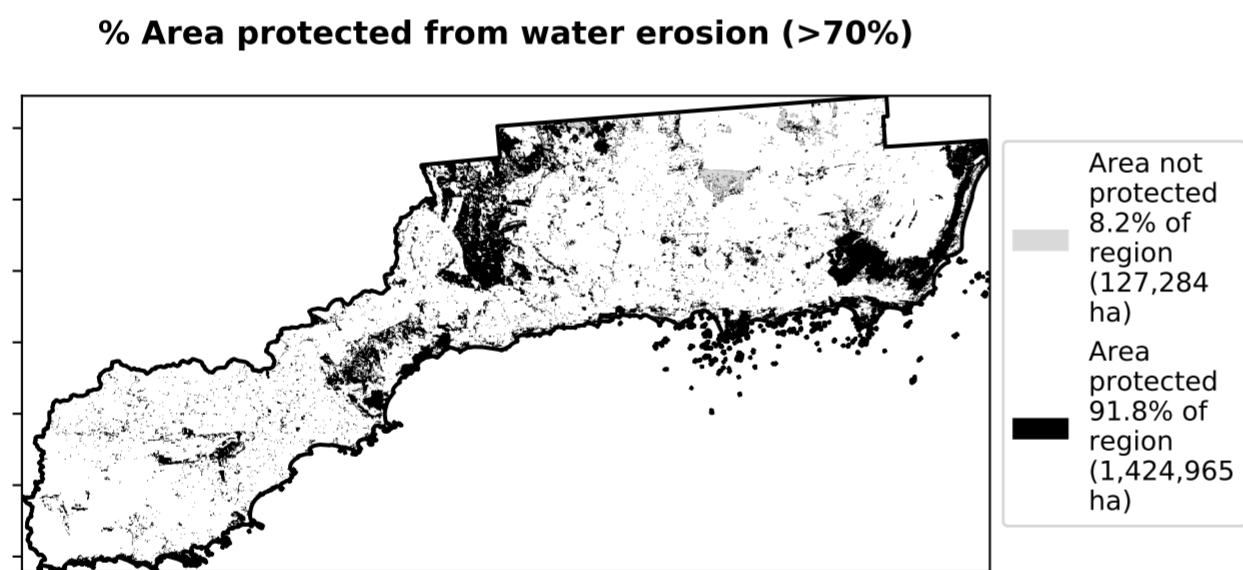 % Area protected from water erosion (>70%)
Area not
protected
8.2% of
region
(127,284
ha)
Area
protected
91.8% of
region
(1,424,965
ha)